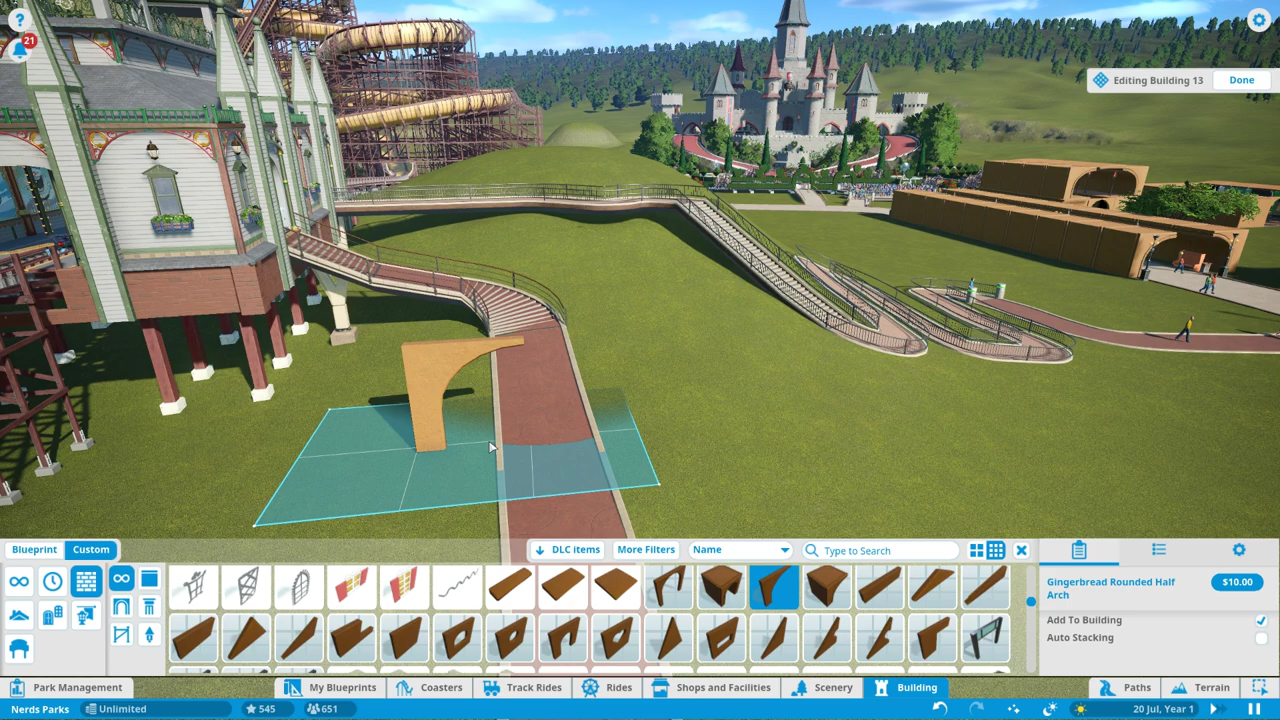 ?
21
Editing Building 13 Done
Blueprint Custom DLC items More Filters Name Type to Search
Gingerbread Rounded Half Arch $10.00
Add To Building
Auto Stacking
Park Management My Blueprints Coasters Track Rides Rides Shops and Facilities Scenery Building Paths Terrain
Nerds Parks Unlimited 545 651 20 Jul, Year 1